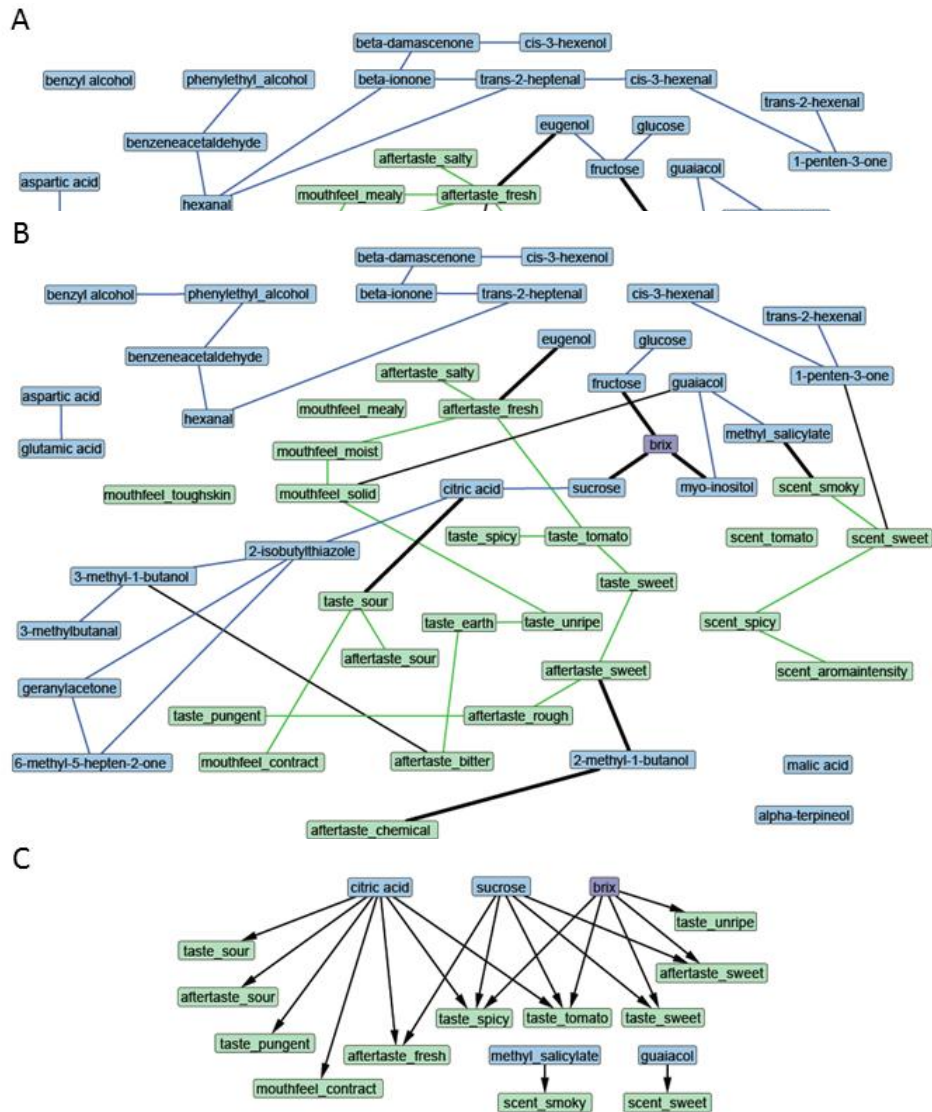 A
beta-damascenone cis-3-hexenol
benzyl alcohol phenylethyl_alcohol beta-ionone trans-2-heptenal cis-3-hexenal
trans-2-hexenal
eugenol glucose
benzeneacetaldehyde
aftertaste_salty 1-penten-3-one
fructose guaiacol
aspartic acid
mouthfeel_mealy aftertaste_fresh
hexanal
B
beta-damascenone cis-3-hexenol
benzyl alcohol phenylethyl_alcohol beta-ionone trans-2-heptenal cis-3-hexenal
trans-2-hexenal
eugenol glucose
benzeneacetaldehyde
aftertaste_salty 1-penten-3-one
fructose guaiacol
aspartic acid
mouthfeel_mealy aftertaste_fresh
hexanal
methyl_salicylate
glutamic acid mouthfeel_moist brix
mouthfeel_toughskin mouthfeel_solid citric acid sucrose myo-inositol scent_smoky
taste_spicy taste_tomato scent_tomato scent_sweet
2-isobutylthiazole
3-methyl-1-butanol taste_sweet
taste_sour
3-methylbutanal taste_earth taste_unripe scent_spicy
aftertaste_sour
aftertaste_sweet scent_aromaintensity
geranylacetone
taste_pungent aftertaste_rough
6-methyl-5-hepten-2-one mouthfeel_contract aftertaste_bitter 2-methyl-1-butanol malic acid
alpha-terpineol
aftertaste_chemical
C
citric acid sucrose brix
taste_unripe
taste_sour
aftertaste_sweet
aftertaste_sour
taste_spicy taste_tomato taste_sweet
taste_pungent
aftertaste_fresh methyl_salicylate guaiacol
mouthfeel_contract
scent_smoky scent_sweet